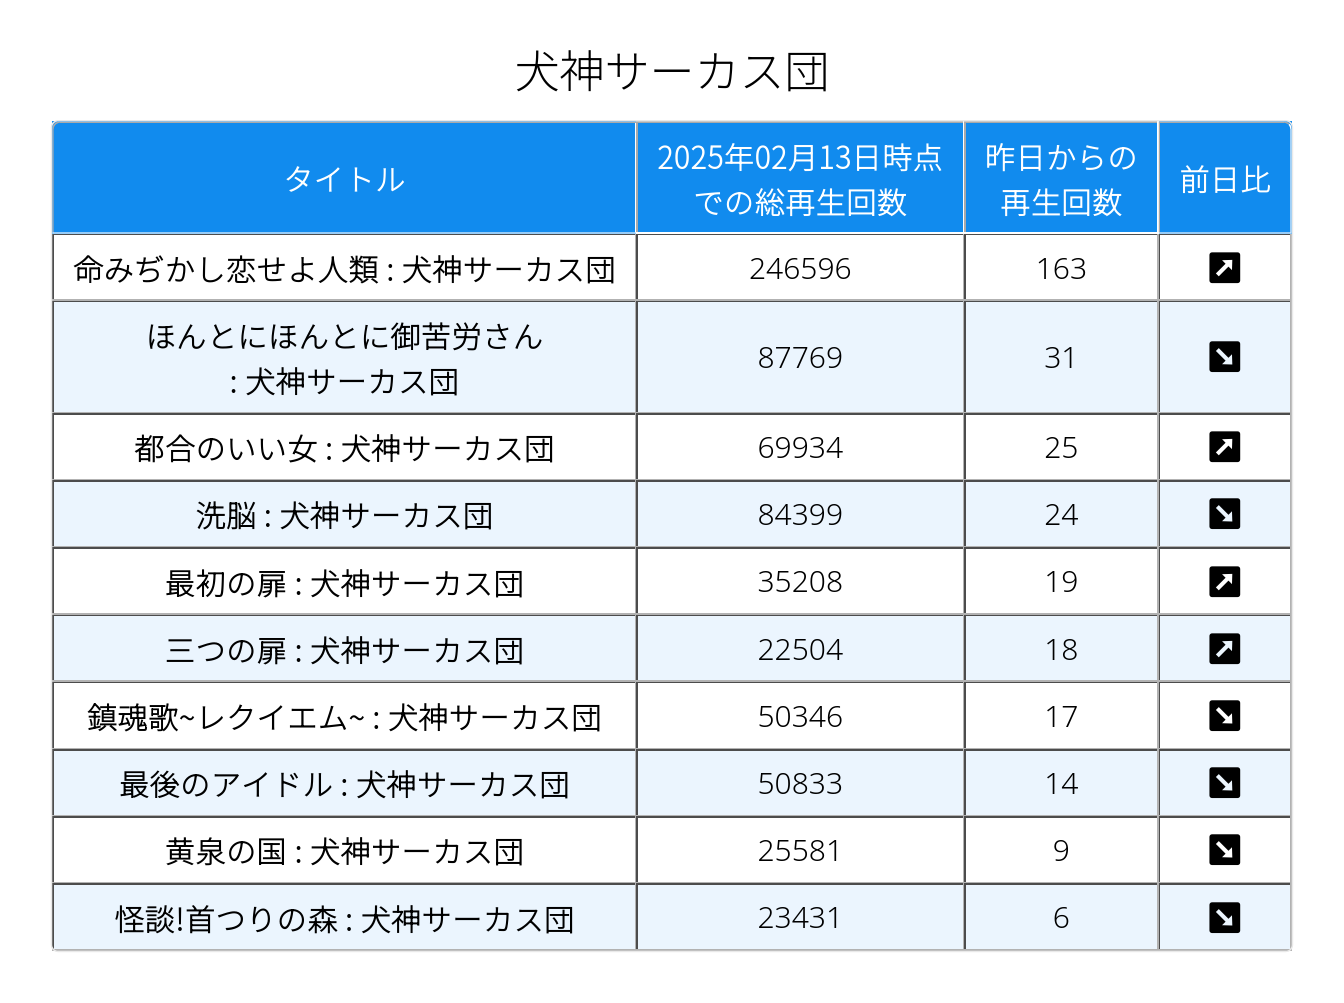 犬神サーカス団
タイトル
2025年02月13日時点
での総再生回数
昨日からの
再生回数
前日比
命みぢかし恋せよ人類 : 犬神サーカス団
246596
163
ほんとにほんとに御苦労さん
: 犬神サーカス団
87769
31
都合のいい女 : 犬神サーカス団
69934
25
洗脳 : 犬神サーカス団
84399
24
最初の扉 : 犬神サーカス団
35208
19
三つの扉 : 犬神サーカス団
22504
18
鎮魂歌~レクイエム~ : 犬神サーカス団
50346
17
最後のアイドル : 犬神サーカス団
50833
14
黄泉の国 : 犬神サーカス団
25581
9
怪談!首つりの森 : 犬神サーカス団
23431
6